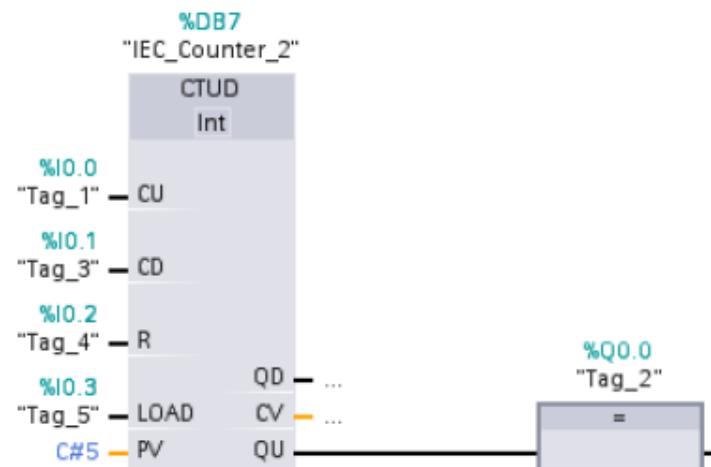 %DB7
"IEC_Counter_2"
CTUD
Int
%I0.0
"Tag_1"
CU
%I0.1
"Tag_3"
CD
%I0.2
"Tag_4"
R
%Q0.0
"Tag_2"
QD ...
%I0.3
"Tag_5"
LOAD
CV ...
=
C#5
PV
QU